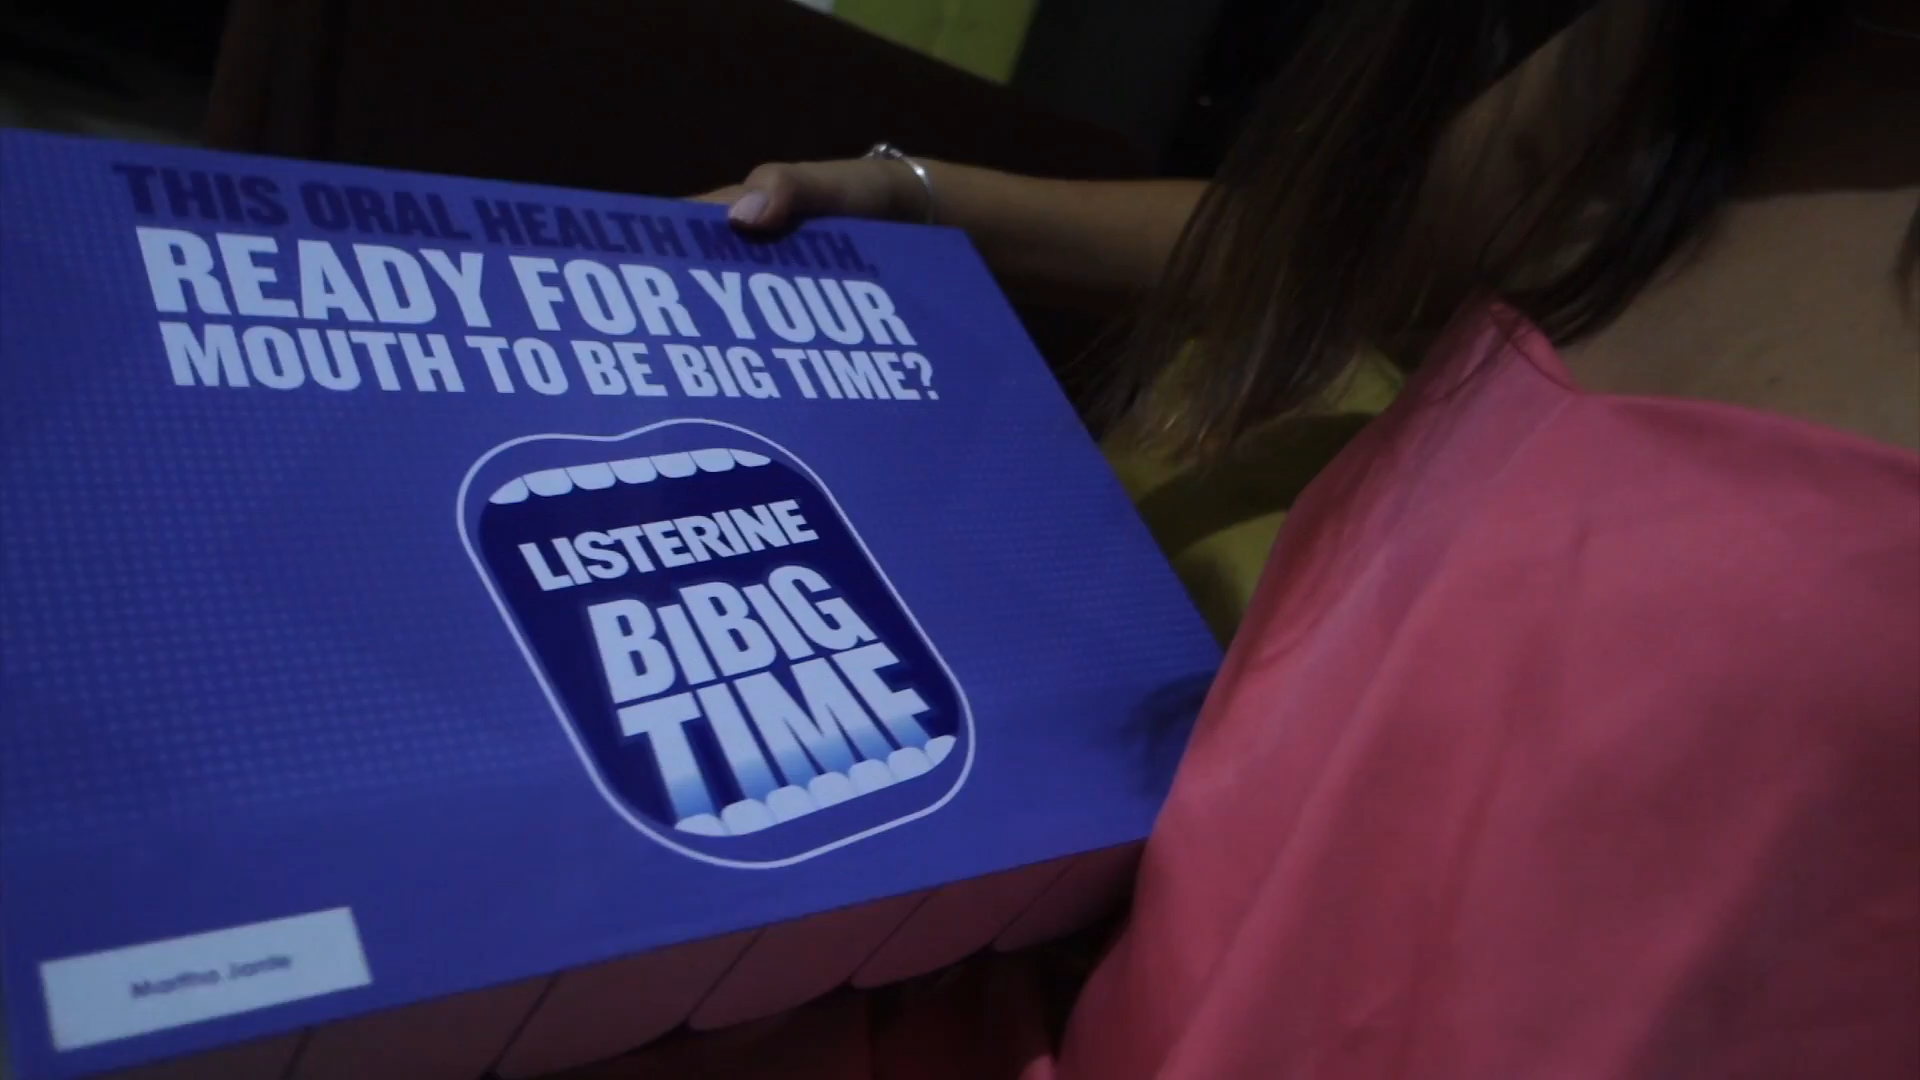 THIS ORAL HEALTH MONTH,
READY FOR YOUR
MOUTH TO BE BIG TIME?
LISTERINE
BIBIG
TIME